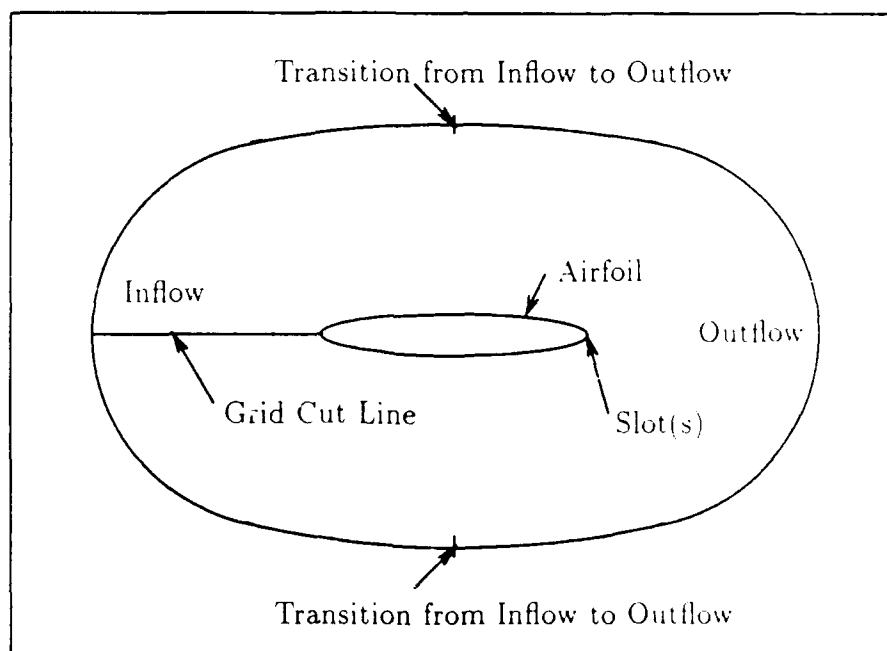 Transition from Inflow to Outflow
Airfoil
Inflow
Outflow
Grid Cut Line
Slot(s)
Transition from Inflow to Outflow